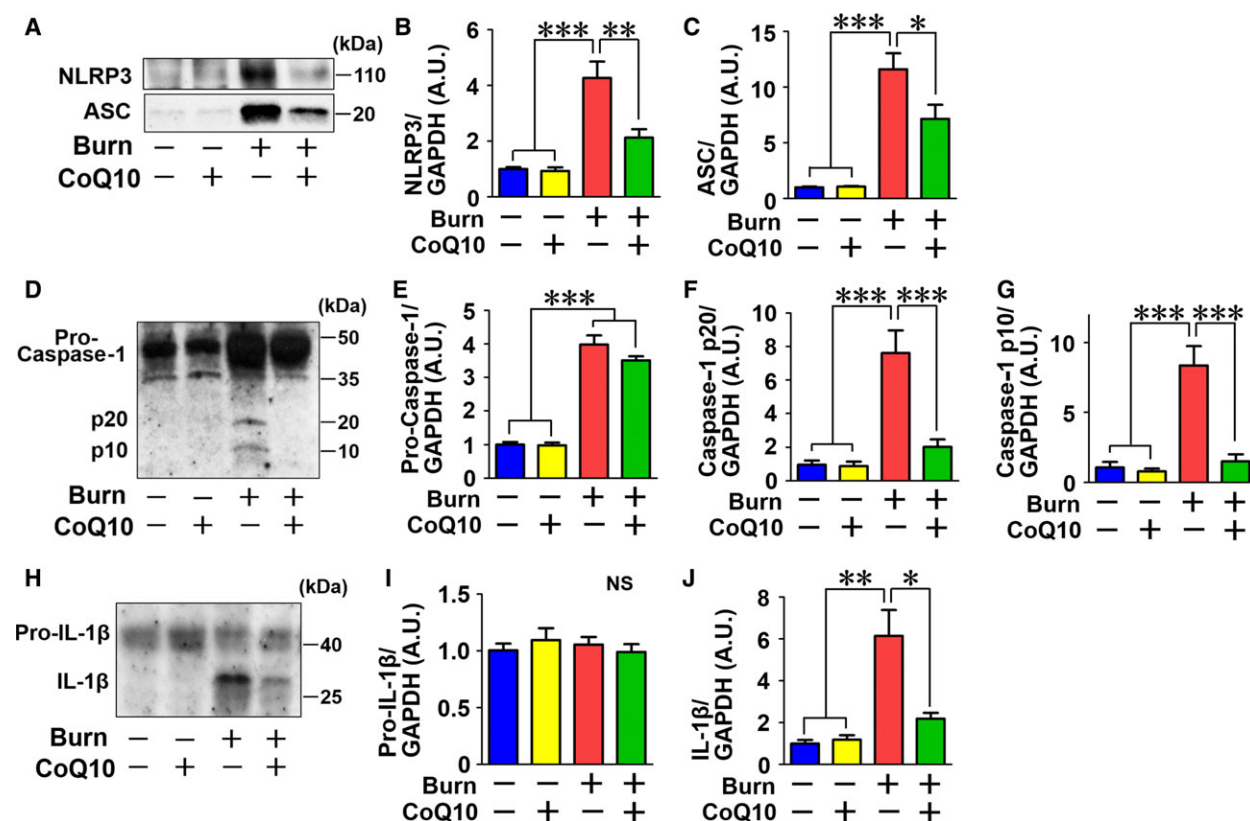 A
(kDa)
NLRP3
—110
ASC
—20
Burn — — + +
CoQ10 — + — +
B
*** **
NLRP3/
GAPDH (A.U.)
6
4
2
0
Burn — — + +
CoQ10 — + — +
C
*** *
ASC/
GAPDH (A.U.)
15
10
5
0
Burn — — + +
CoQ10 — + — +
D
(kDa)
Pro-
Caspase-1
—50
—35
p20
—20
p10
—10
Burn — — + +
CoQ10 — + — +
E
***
Pro-Caspase-1/
GAPDH (A.U.)
5
4
3
2
1
0
Burn — — + +
CoQ10 — + — +
F
*** ***
Caspase-1 p20/
GAPDH (A.U.)
10
8
6
4
2
0
Burn — — + +
CoQ10 — + — +
G
*** ***
Caspase-1 p10/
GAPDH (A.U.)
10
5
0
Burn — — + +
CoQ10 — + — +
H
(kDa)
Pro-IL-1β
—40
IL-1β
—25
Burn — — + +
CoQ10 — + — +
I
NS
Pro-IL-1β/
GAPDH (A.U.)
1.5
1.0
0.5
0
Burn — — + +
CoQ10 — + — +
J
** *
IL-1β/
GAPDH (A.U.)
8
6
4
2
0
Burn — — + +
CoQ10 — + — +